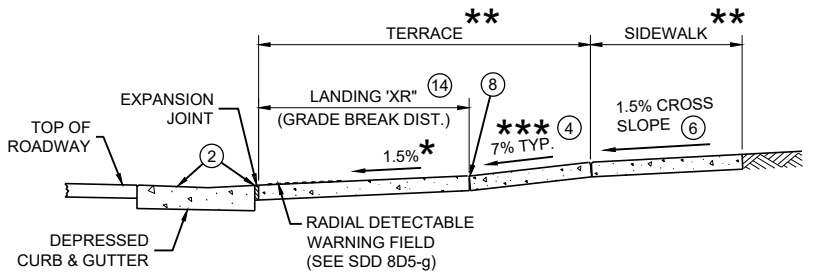 TERRACE **
SIDEWALK **
LANDING 'XR" 14
(GRADE BREAK DIST.)
8
EXPANSION
JOINT
TOP OF
ROADWAY
2
1.5% *
*** 4
7% TYP.
1.5% CROSS
SLOPE 6
DEPRESSED
CURB & GUTTER
RADIAL DETECTABLE
WARNING FIELD
(SEE SDD 8D5-g)